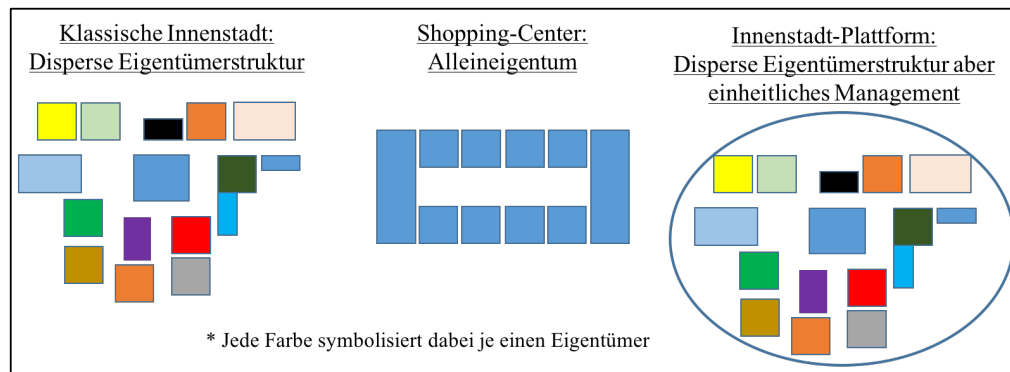 Klassische Innenstadt:
Disperse Eigentümerstruktur
Shopping-Center:
Alleineigentum
Innenstadt-Plattform:
Disperse Eigentümerstruktur aber
einheitliches Management
* Jede Farbe symbolisiert dabei je einen Eigentümer